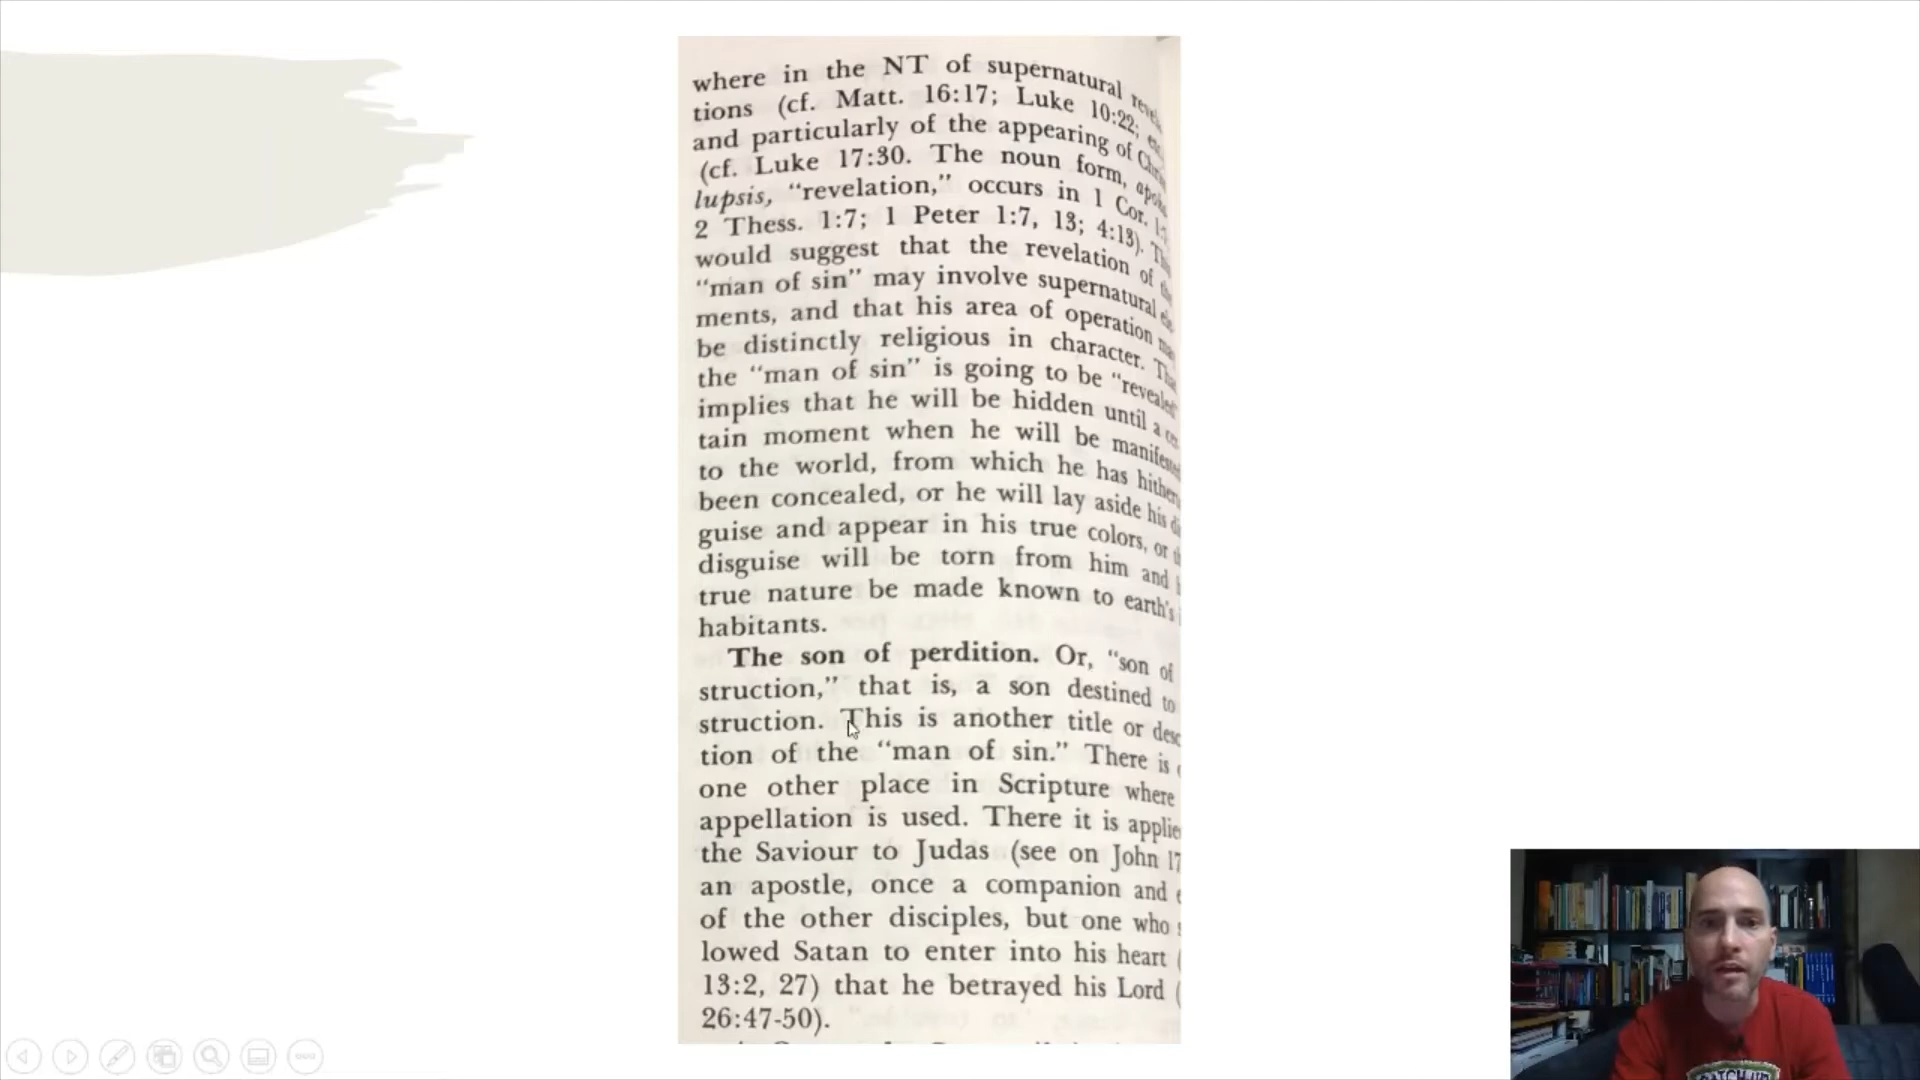 where in the NT of supernatural
tions (cf. Matt. 16:17; Luke 10:22;
and particularly of the appearing of
(cf. Luke 17:30. The noun form,
lupsis, “revelation,” occurs in 1 Cor.
2 Thess. 1:7; 1 Peter 1:7, 13; 4:13).
would suggest that the revelation of
“man of sin” may involve supernatural
ments, and that his area of operation
be distinctly religious in character.
the “man of sin” is going to be “revealed”
implies that he will be hidden until a
tain moment when he will be
to the world, from which he has
been concealed, or he will lay aside his
guise and appear in his true colors, or
disguise will be torn from him and
true nature be made known to earth's
habitants.
The son of perdition. Or, “son of
struction,” that is, a son destined to
struction. This is another title or
tion of the “man of sin.” There is
one other place in Scripture where
appellation is used. There it is
the Saviour to Judas (see on John
an apostle, once a companion and
of the other disciples, but one who
lowed Satan to enter into his heart (
13:2, 27) that he betrayed his Lord (
26:47-50).